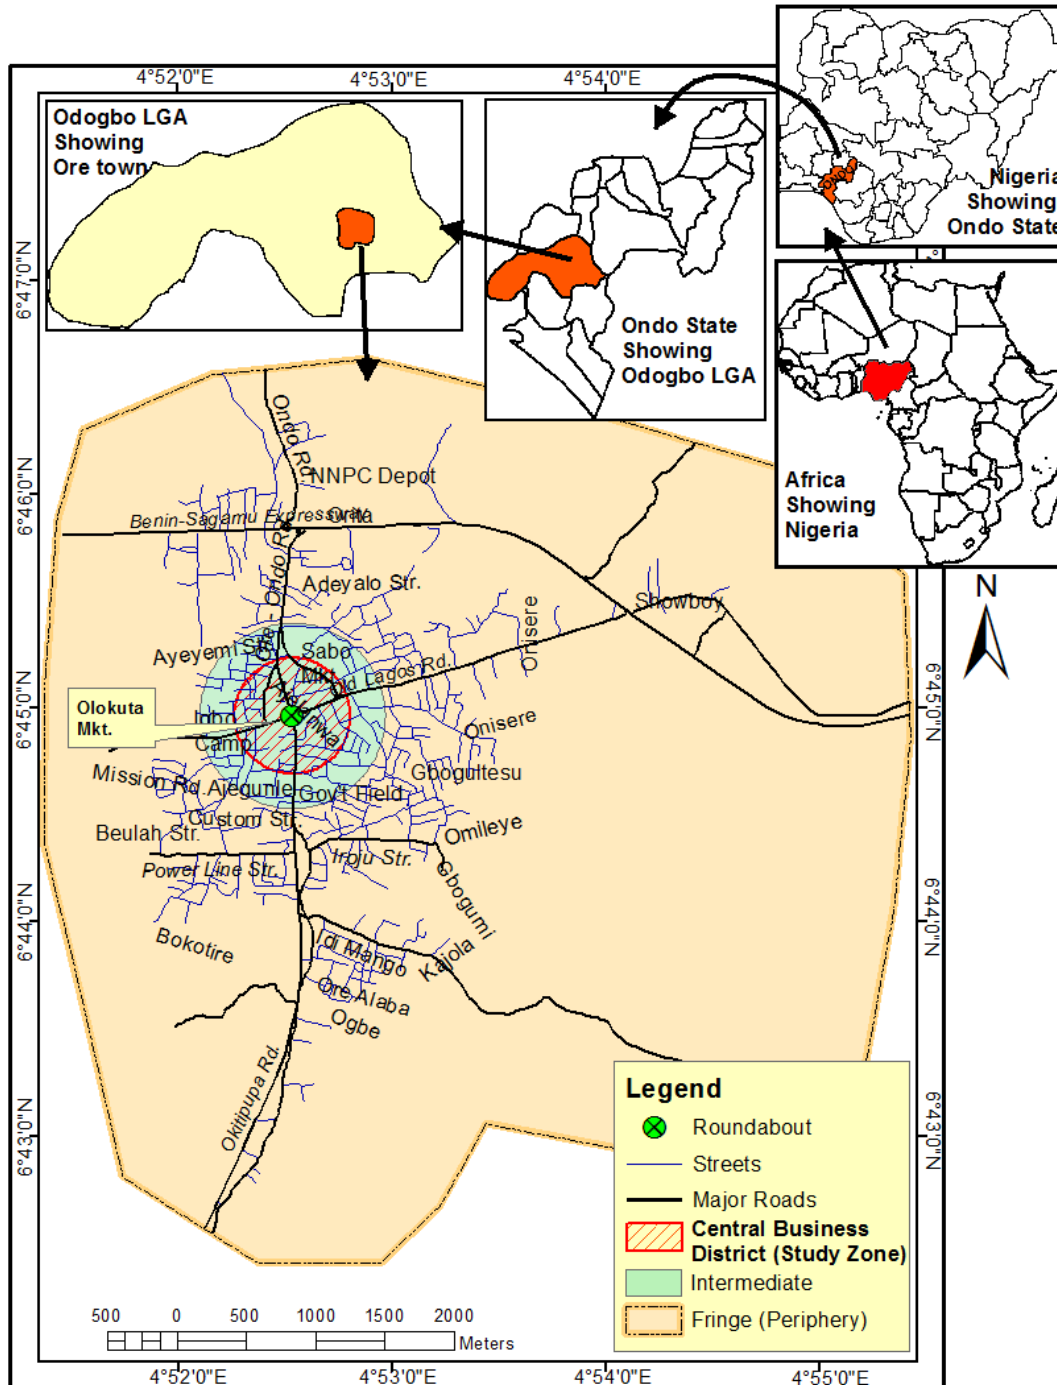 4°52'0"E
4°53'0"E
4°54'0"E
Odogbo LGA
Showing
Ore town
Ondo State
Showing
Odogbo LGA
ONDO
Nigeria
Showing
Ondo State
Africa
Showing
Nigeria
6°47'0"N
6°46'0"N
6°45'0"N
6°44'0"N
6°43'0"N
Ondo Rd.
NNPC Depot
Benin-Sagamu Expressway
Orita
Adeyalo Str.
Showboy
Onisere
Ayeyemi Str.
Sabo
Mkt.
Old Lagos Rd.
Olokuta
Mkt.
Camp
Onisere
Gbogultesu
Mission Rd.
Ajegunle
Gov't Field
Custom Str.
Beulah Str.
Omileye
Power Line Str.
Iroju Str.
Gbogumi
Bokotire
Idi Mango
Kajola
Ore Alaba
Ogbe
Okitipupa Rd.
N
6°45'0"N
6°44'0"N
6°43'0"N
Legend
Roundabout
Streets
Major Roads
Central Business
District (Study Zone)
Intermediate
Fringe (Periphery)
500 0 500 1000 1500 2000
Meters
4°52'0"E
4°53'0"E
4°54'0"E
4°55'0"E